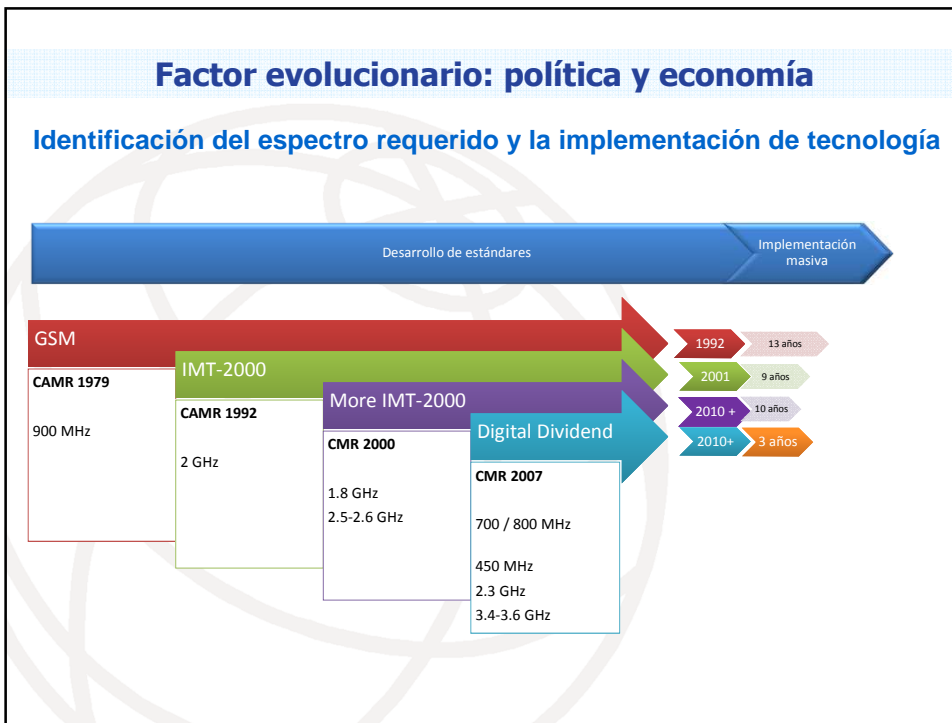 Factor evolucionario: política y economía
Identificación del espectro requerido y la implementación de tecnología
Desarrollo de estándares
Implementación
masiva
GSM
CAMR 1979
900 MHz
IMT-2000
CAMR 1992
2 GHz
More IMT-2000
CMR 2000
1.8 GHz
2.5-2.6 GHz
Digital Dividend
CMR 2007
700 / 800 MHz
450 MHz
2.3 GHz
3.4-3.6 GHz
1992
13 años
2001
9 años
2010 +
10 años
2010+
3 años